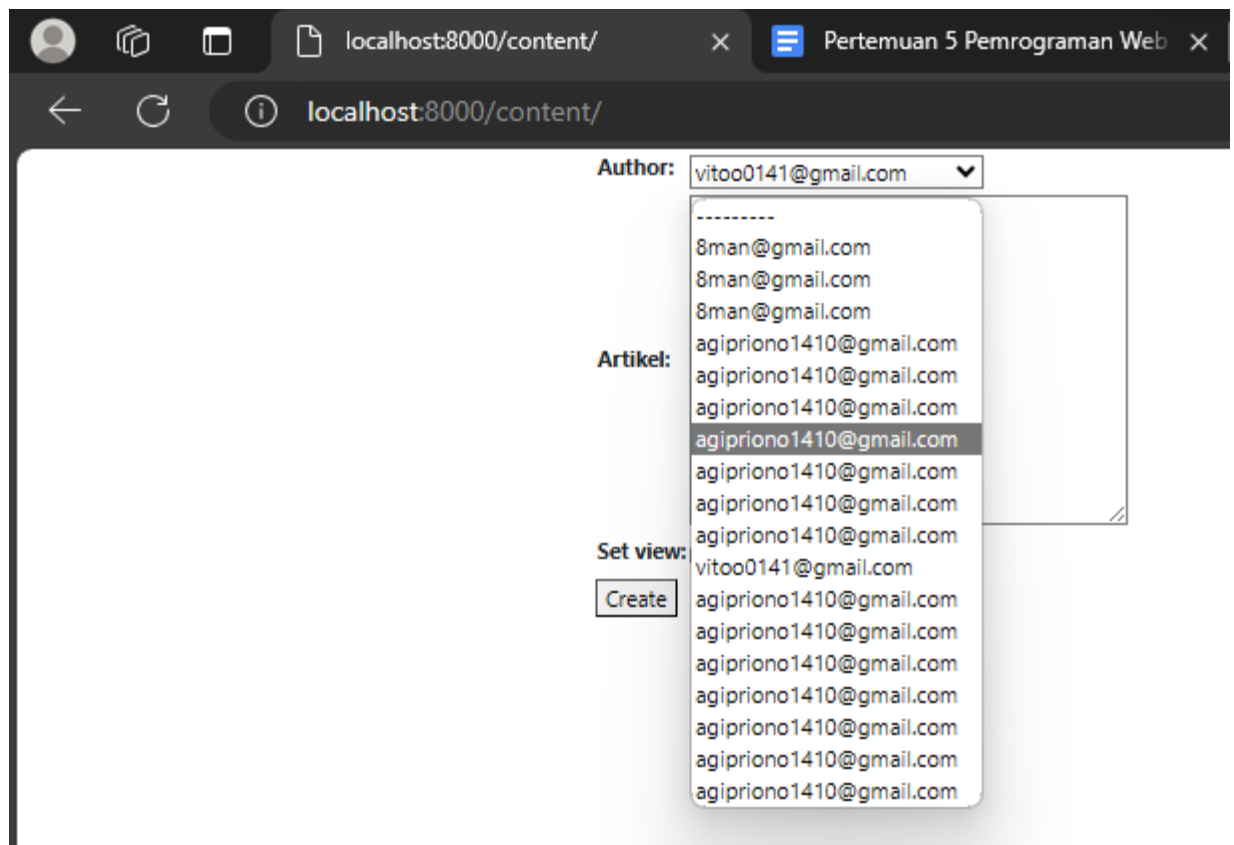 localhost:8000/content/
Pertemuan 5 Pemrograman Web
localhost:8000/content/
Author: vitoo0141@gmail.com
---------
8man@gmail.com
8man@gmail.com
8man@gmail.com
agipriono1410@gmail.com
Artikel:
agipriono1410@gmail.com
agipriono1410@gmail.com
agipriono1410@gmail.com
agipriono1410@gmail.com
agipriono1410@gmail.com
agipriono1410@gmail.com
Set view:
vitoo0141@gmail.com
Create
agipriono1410@gmail.com
agipriono1410@gmail.com
agipriono1410@gmail.com
agipriono1410@gmail.com
agipriono1410@gmail.com
agipriono1410@gmail.com
agipriono1410@gmail.com